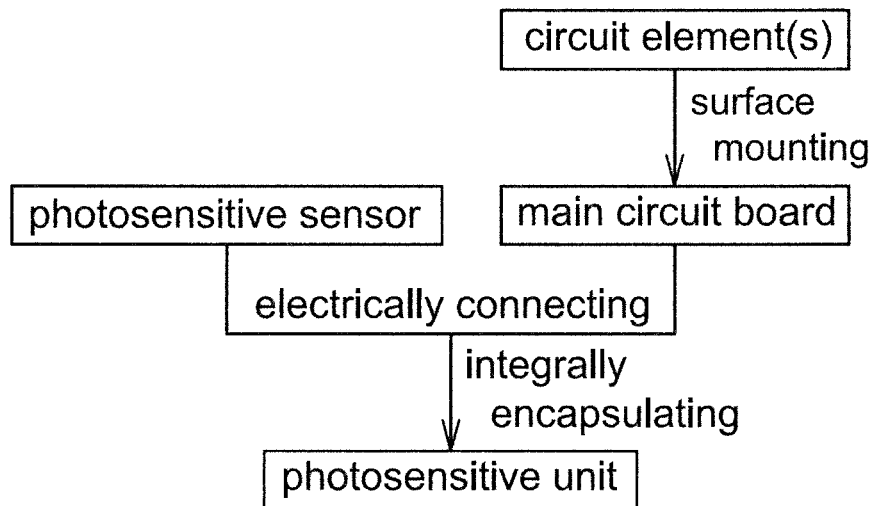 circuit element(s)
surface
mounting
photosensitive sensor
main circuit board
electrically connecting
integrally
encapsulating
photosensitive unit